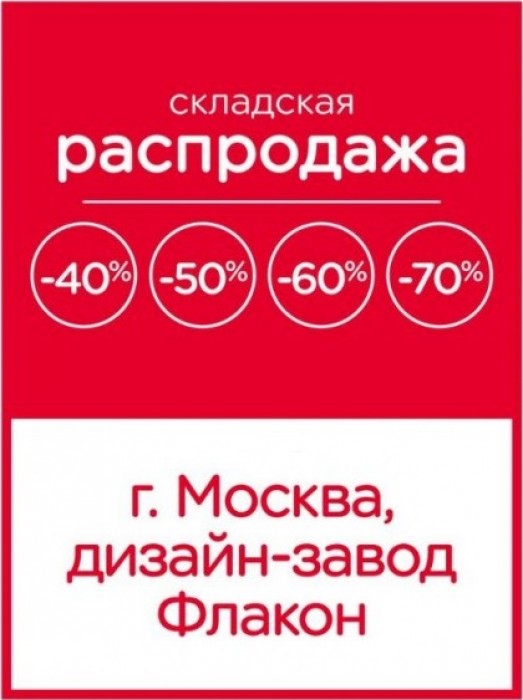 складская
распродажа
-40% -50% -60% -70%
г. Москва,
дизайн-завод
Флакон